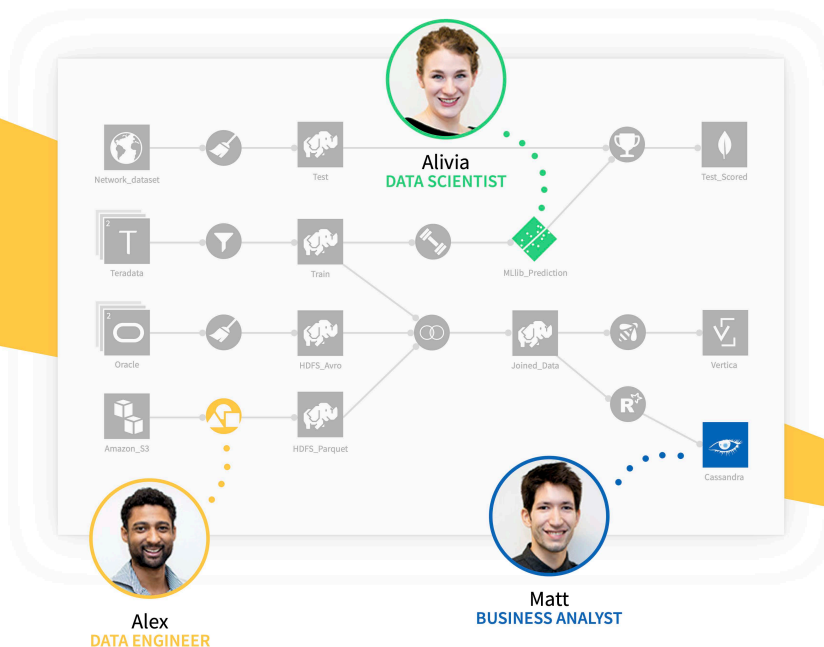 Alivia
DATA SCIENTIST
Network_dataset
Test
Test_Scored
2
T
Teradata
Train
MLlib_Prediction
2
Oracle
HDFS_Avro
Joined_Data
Vertica
R
Amazon_S3
HDFS_Parquet
Cassandra
Alex
DATA ENGINEER
Matt
BUSINESS ANALYST